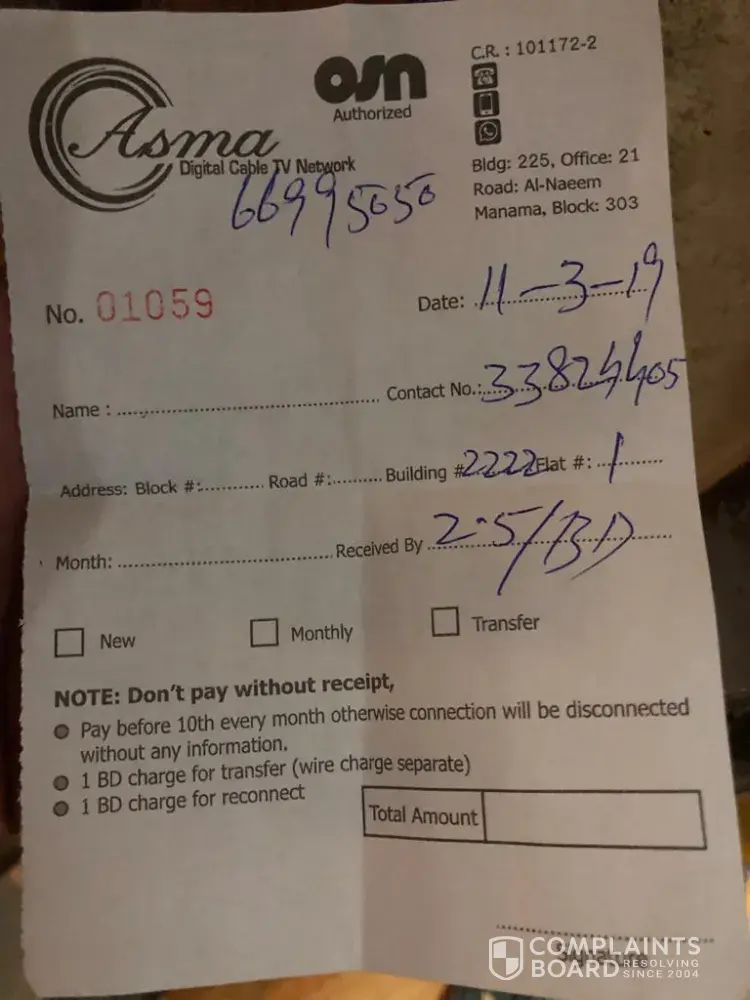 Asma
Digital Cable TV Network
osn
Authorized
C.R. : 101172-2
Bldg: 225, Office: 21
Road: Al-Naeem
Manama, Block: 303
66995050
No. 01059
Date: 11-3-19
Name : Contact No.: 33824405
Address: Block #: Road #: Building #2222 Flat #: 1
Month: Received By 2.5/BD
New Monthly Transfer
NOTE: Don't pay without receipt,
Pay before 10th every month otherwise connection will be disconnected
without any information.
1 BD charge for transfer (wire charge separate)
1 BD charge for reconnect
Total Amount
Signature
COMPLAINTS
BOARD RESOLVING
SINCE 2004